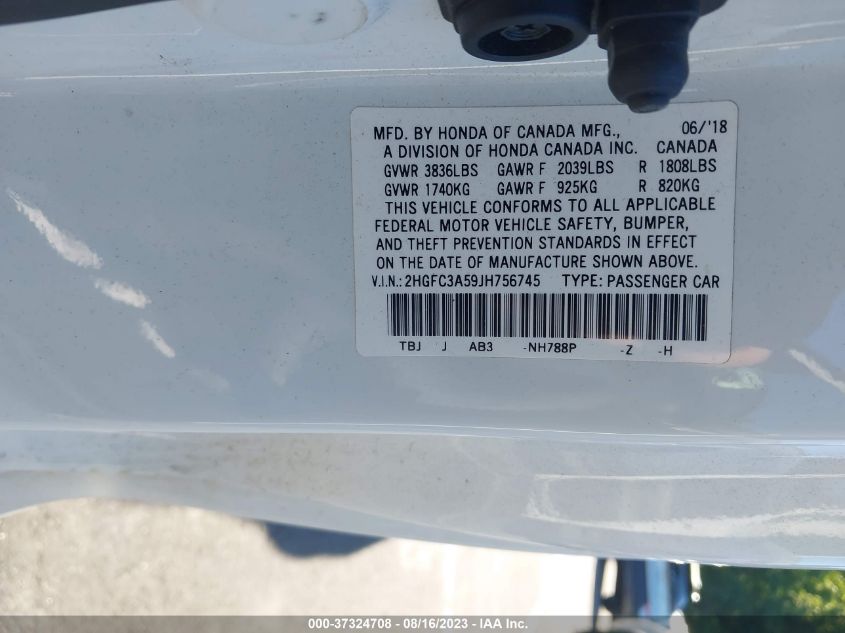 MFD. BY HONDA OF CANADA MFG., 06/'18
A DIVISION OF HONDA CANADA INC. CANADA
GVWR 3836LBS GAWR F 2039LBS R 1808LBS
GVWR 1740KG GAWR F 925KG R 820KG
THIS VEHICLE CONFORMS TO ALL APPLICABLE
FEDERAL MOTOR VEHICLE SAFETY, BUMPER,
AND THEFT PREVENTION STANDARDS IN EFFECT
ON THE DATE OF MANUFACTURE SHOWN ABOVE.
V.I.N.: 2HGFC3A59JH756745 TYPE: PASSENGER CAR
TBJ J AB3 -NH788P -Z -H
000-37324708 - 08/16/2023 - IAA Inc.